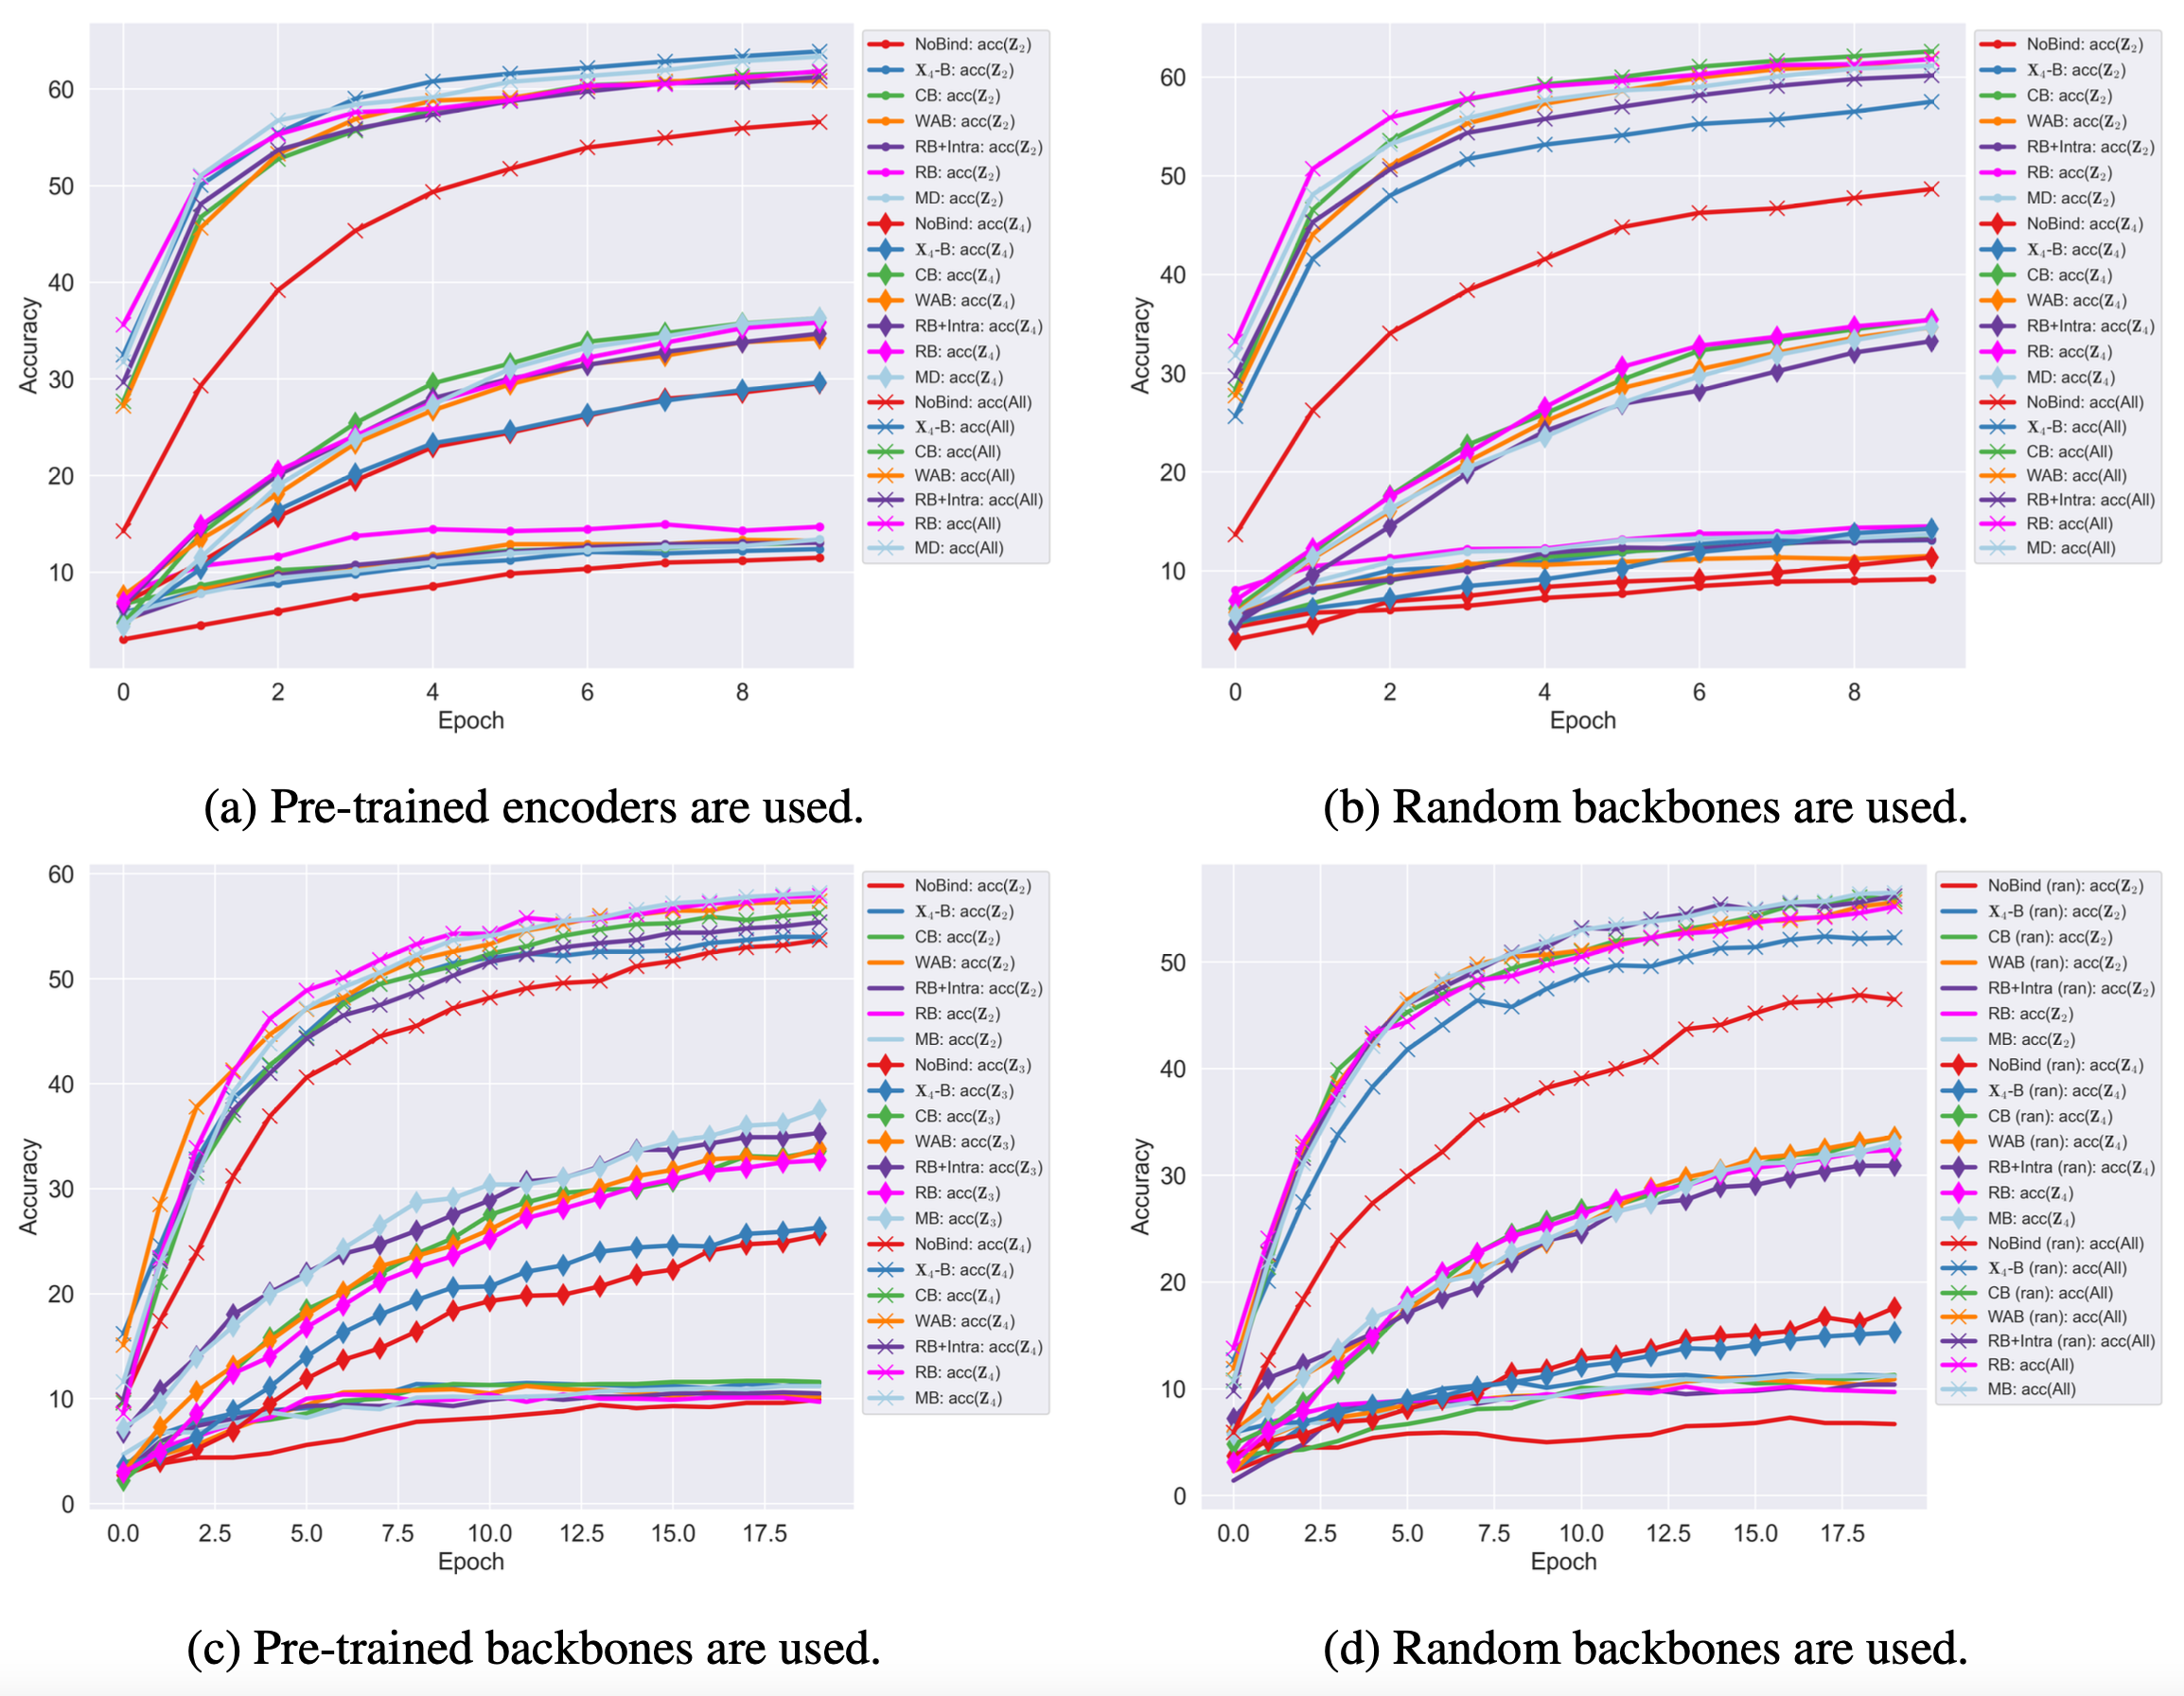 60
50
40
30
20
10
0
2
4
6
8
Accuracy
Epoch
NoBind: acc(Z₂)
X₄-B: acc(Z₂)
CB: acc(Z₂)
WAB: acc(Z₂)
RB+Intra: acc(Z₂)
RB: acc(Z₂)
MD: acc(Z₂)
NoBind: acc(Z₄)
X₄-B: acc(Z₄)
CB: acc(Z₄)
WAB: acc(Z₄)
RB+Intra: acc(Z₄)
RB: acc(Z₄)
MD: acc(Z₄)
NoBind: acc(All)
X₄-B: acc(All)
CB: acc(All)
WAB: acc(All)
RB+Intra: acc(All)
RB: acc(All)
MD: acc(All)
(a) Pre-trained encoders are used.
60
50
40
30
20
10
0
2
4
6
8
Accuracy
Epoch
NoBind: acc(Z₂)
X₄-B: acc(Z₂)
CB: acc(Z₂)
WAB: acc(Z₂)
RB+Intra: acc(Z₂)
RB: acc(Z₂)
MD: acc(Z₂)
NoBind: acc(Z₄)
X₄-B: acc(Z₄)
CB: acc(Z₄)
WAB: acc(Z₄)
RB+Intra: acc(Z₄)
RB: acc(Z₄)
MD: acc(Z₄)
NoBind: acc(All)
X₄-B: acc(All)
CB: acc(All)
WAB: acc(All)
RB+Intra: acc(All)
RB: acc(All)
MD: acc(All)
(b) Random backbones are used.
60
50
40
30
20
10
0
0.0
2.5
5.0
7.5
10.0
12.5
15.0
17.5
Accuracy
Epoch
NoBind: acc(Z₂)
X₄-B: acc(Z₂)
CB: acc(Z₂)
WAB: acc(Z₂)
RB+Intra: acc(Z₂)
RB: acc(Z₂)
MB: acc(Z₂)
NoBind: acc(Z₃)
X₄-B: acc(Z₃)
CB: acc(Z₃)
WAB: acc(Z₃)
RB+Intra: acc(Z₃)
RB: acc(Z₃)
MB: acc(Z₃)
NoBind: acc(Z₄)
X₄-B: acc(Z₄)
CB: acc(Z₄)
WAB: acc(Z₄)
RB+Intra: acc(Z₄)
RB: acc(Z₄)
MB: acc(Z₄)
(c) Pre-trained backbones are used.
50
40
30
20
10
0
0.0
2.5
5.0
7.5
10.0
12.5
15.0
17.5
Accuracy
Epoch
NoBind (ran): acc(Z₂)
X₄-B (ran): acc(Z₂)
CB (ran): acc(Z₂)
WAB (ran): acc(Z₂)
RB+Intra (ran): acc(Z₂)
RB: acc(Z₂)
MB: acc(Z₂)
NoBind (ran): acc(Z₄)
X₄-B (ran): acc(Z₄)
CB (ran): acc(Z₄)
WAB (ran): acc(Z₄)
RB+Intra (ran): acc(Z₄)
RB: acc(Z₄)
MB: acc(Z₄)
NoBind (ran): acc(All)
X₄-B (ran): acc(All)
CB (ran): acc(All)
WAB (ran): acc(All)
RB+Intra (ran): acc(All)
RB: acc(All)
MB: acc(All)
(d) Random backbones are used.